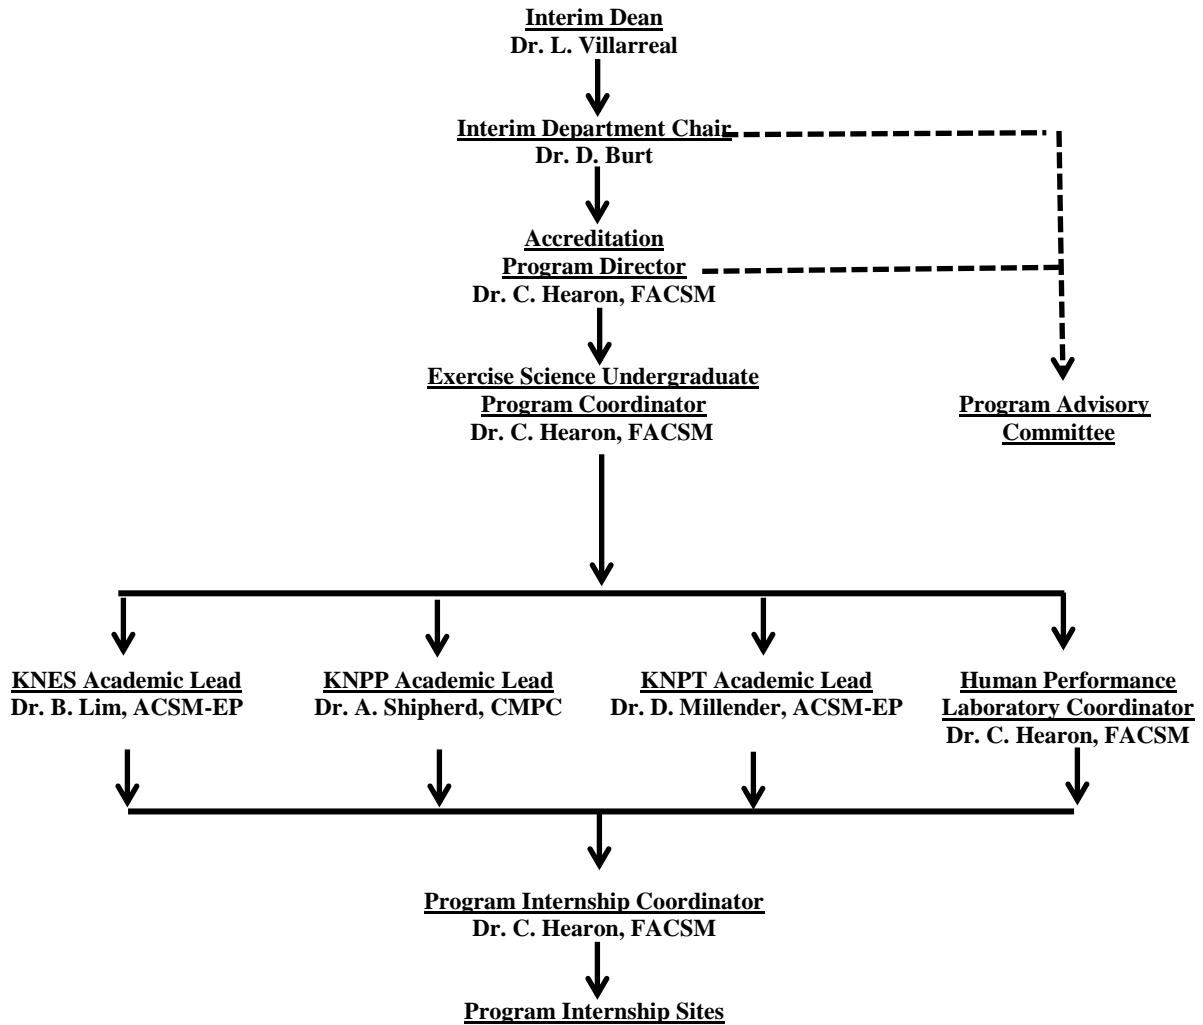 Interim Dean
Dr. L. Villarreal
Interim Department Chair
Dr. D. Burt
Accreditation
Program Director
Dr. C. Hearon, FACSM
Exercise Science Undergraduate
Program Coordinator
Dr. C. Hearon, FACSM
Program Advisory
Committee
KNES Academic Lead
Dr. B. Lim, ACSM-EP
KNPP Academic Lead
Dr. A. Shipherd, CMPC
KNPT Academic Lead
Dr. D. Millender, ACSM-EP
Human Performance
Laboratory Coordinator
Dr. C. Hearon, FACSM
Program Internship Coordinator
Dr. C. Hearon, FACSM
Program Internship Sites